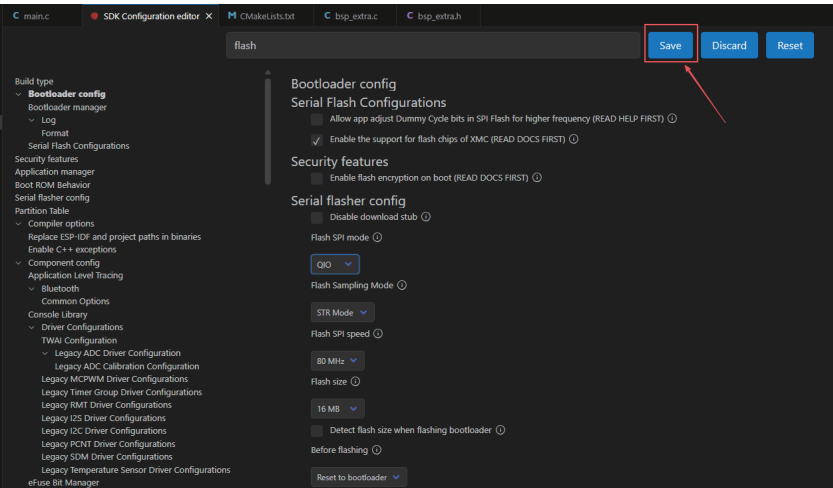 main.c
SDK Configuration editor
CMakeLists.txt
bsp_extra.c
bsp_extra.h
flash
Save
Discard
Reset
Build type
Bootloader config
Bootloader manager
Log
Format
Serial Flash Configurations
Security features
Application manager
Boot ROM Behavior
Serial flasher config
Partition Table
Compiler options
Replace ESP-IDF and project paths in binaries
Enable C++ exceptions
Component config
Application Level Tracing
Bluetooth
Common Options
Console Library
Driver Configurations
TWAI Configuration
Legacy ADC Driver Configuration
Legacy ADC Calibration Configuration
Legacy MCPWM Driver Configurations
Legacy Timer Group Driver Configurations
Legacy RMT Driver Configurations
Legacy I2S Driver Configurations
Legacy I2C Driver Configurations
Legacy PCNT Driver Configurations
Legacy SDM Driver Configurations
Legacy Temperature Sensor Driver Configurations
eFuse Bit Manager
Bootloader config
Serial Flash Configurations
Allow app adjust Dummy Cycle bits in SPI Flash for higher frequency (READ HELP FIRST)
Enable the support for flash chips of XMC (READ DOCS FIRST)
Security features
Enable flash encryption on boot (READ DOCS FIRST)
Serial flasher config
Disable download stub
Flash SPI mode
QIO
Flash Sampling Mode
STR Mode
Flash SPI speed
80 MHz
Flash size
16 MB
Detect flash size when flashing bootloader
Before flashing
Reset to bootloader